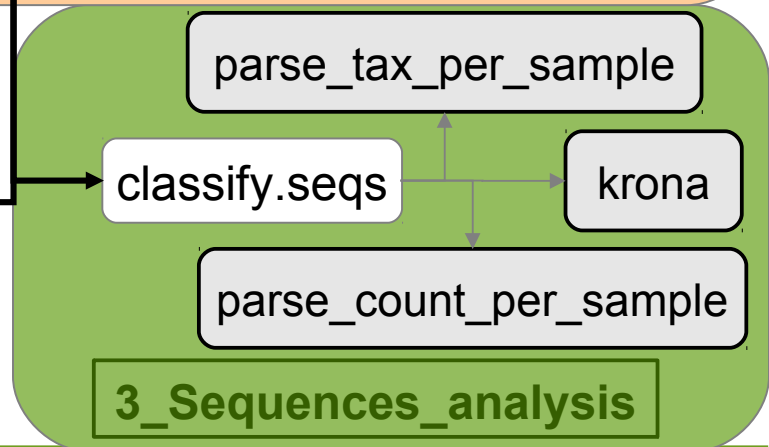 parse_tax_per_sample
classify.seqs
krona
parse_count_per_sample
3_Sequences_analysis